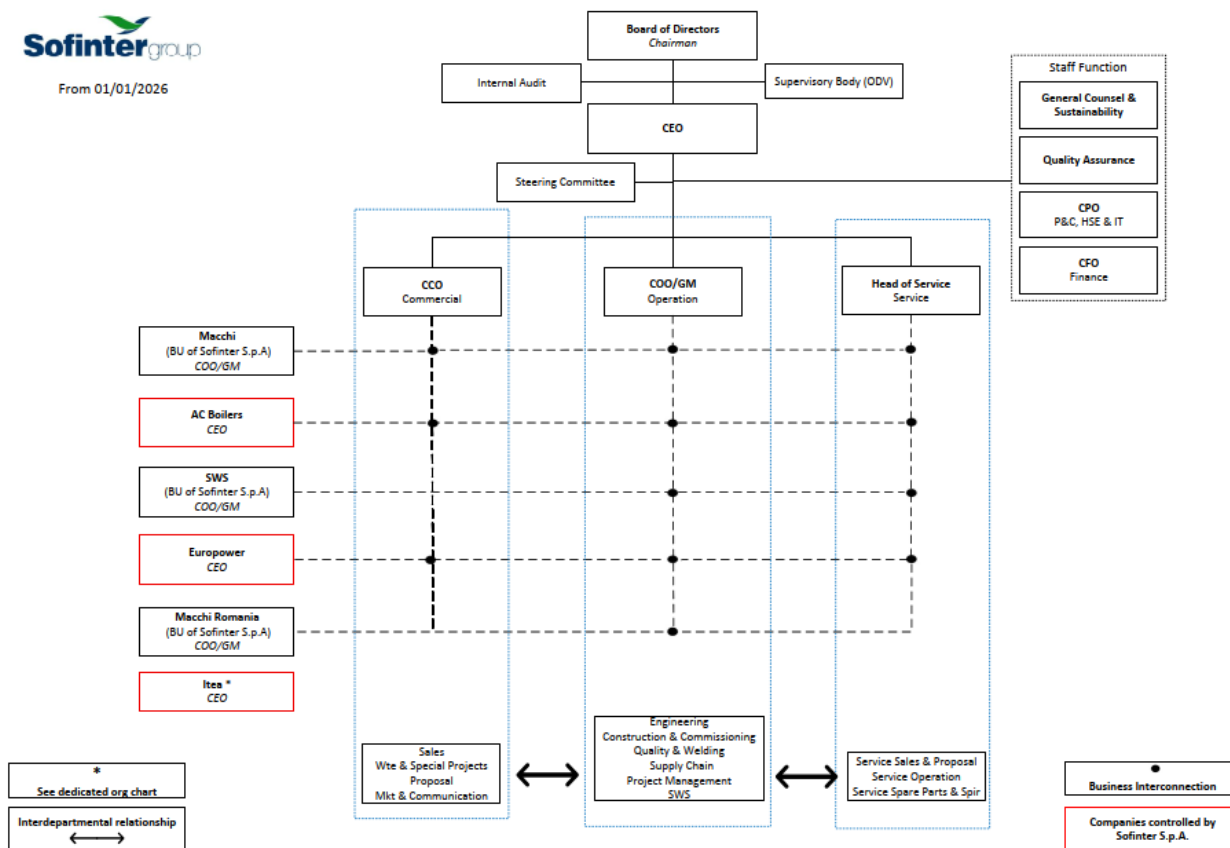 Sofinter group
From 01/01/2026
Board of Directors
Chairman
Internal Audit
Supervisory Body (ODV)
CEO
Steering Committee
Staff Function
General Counsel &
Sustainability
Quality Assurance
CPO
P&C, HSE & IT
CFO
Finance
CCO
Commercial
COO/GM
Operation
Head of Service
Service
Macchi
(BU of Sofinter S.p.A)
COO/GM
AC Boilers
CEO
SWS
(BU of Sofinter S.p.A)
COO/GM
Europower
CEO
Macchi Romania
(BU of Sofinter S.p.A)
COO/GM
Itea *
CEO
Sales
Wte & Special Projects
Proposal
Mkt & Communication
Engineering
Construction & Commissioning
Quality & Welding
Supply Chain
Project Management
SWS
Service Sales & Proposal
Service Operation
Service Spare Parts & Spir
*
See dedicated org chart
Interdepartmental relationship
Business Interconnection
Companies controlled by
Sofinter S.p.A.